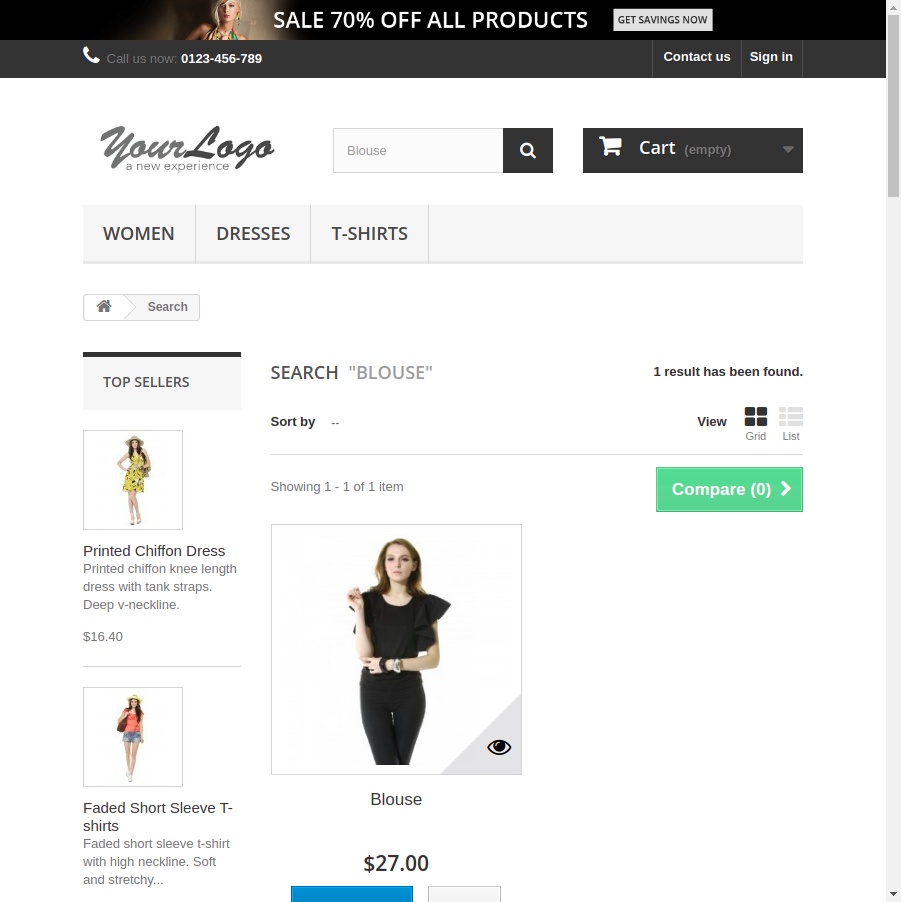 SALE 70% OFF ALL PRODUCTS
GET SAVINGS NOW
Call us now: 0123-456-789
Contact us
Sign in
YourLogo
a new experience
Blouse
Cart (empty)
WOMEN
DRESSES
T-SHIRTS
Search
TOP SELLERS
Printed Chiffon Dress
Printed chiffon knee length
dress with tank straps.
Deep v-neckline.
$16.40
Faded Short Sleeve T-
shirts
Faded short sleeve t-shirt
with high neckline. Soft
and stretchy...
SEARCH "BLOUSE"
1 result has been found.
Sort by --
View
Grid
List
Showing 1 - 1 of 1 item
Compare (0)
Blouse
$27.00